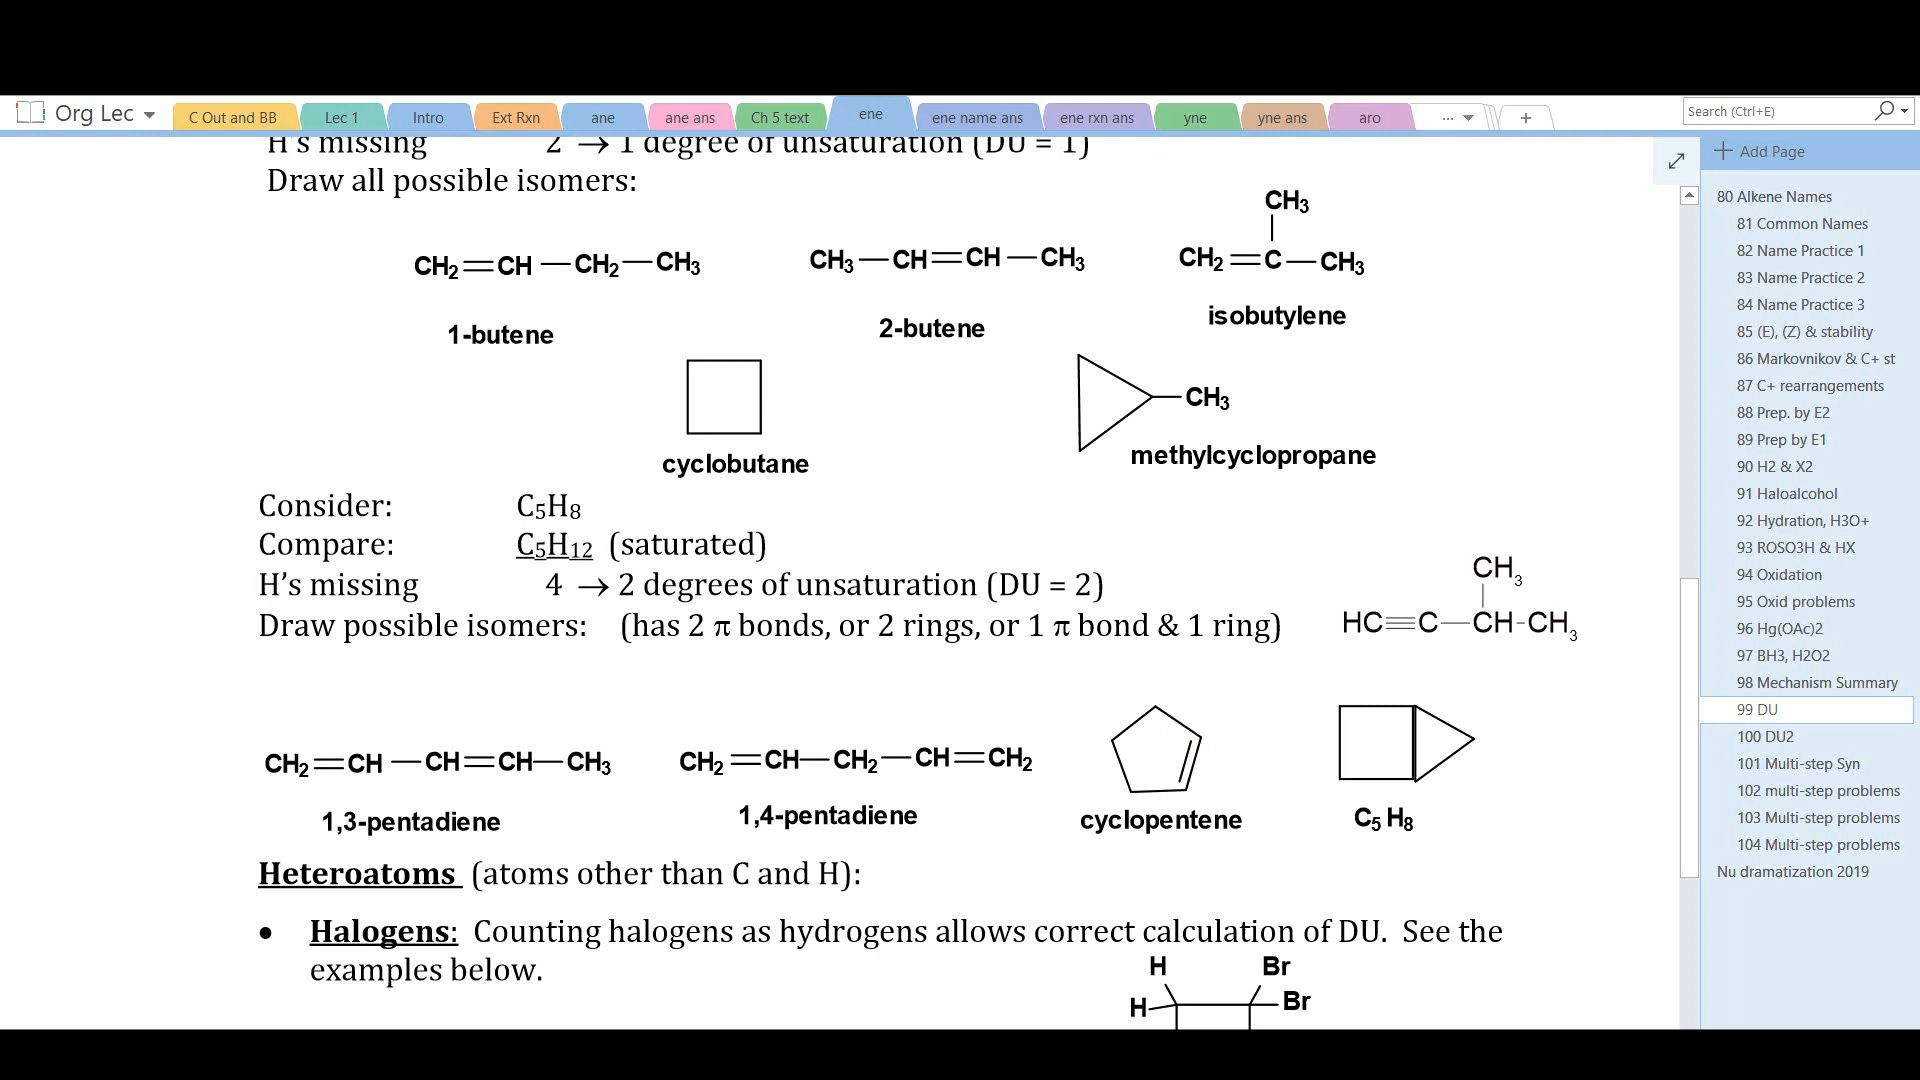 Org Lec
C Out and BB
Lec 1
Intro
Ext Rxn
ane
ane ans
Ch 5 text
ene
ene name ans
ene rxn ans
yne
yne ans
aro
...
+
Search (Ctrl+E)
H's missing 2 → 1 degree of unsaturation (DU = 1)
Draw all possible isomers:
CH3
CH2=CH—CH2—CH3
CH3—CH=CH—CH3
CH2=C—CH3
1-butene
2-butene
isobutylene
CH3
cyclobutane
methylcyclopropane
Consider: C5H8
Compare: C5H12 (saturated)
H’s missing 4 → 2 degrees of unsaturation (DU = 2)
Draw possible isomers: (has 2 π bonds, or 2 rings, or 1 π bond & 1 ring)
CH3
HC≡C—CH-CH3
CH2=CH—CH=CH—CH3
CH2=CH—CH2—CH=CH2
1,3-pentadiene
1,4-pentadiene
cyclopentene
C5H8
Heteroatoms (atoms other than C and H):
• Halogens: Counting halogens as hydrogens allows correct calculation of DU. See the
examples below.
H Br
H Br
Add Page
80 Alkene Names
81 Common Names
82 Name Practice 1
83 Name Practice 2
84 Name Practice 3
85 (E), (Z) & stability
86 Markovnikov & C+ st
87 C+ rearrangements
88 Prep. by E2
89 Prep by E1
90 H2 & X2
91 Haloalcohol
92 Hydration, H3O+
93 ROSO3H & HX
94 Oxidation
95 Oxid problems
96 Hg(OAc)2
97 BH3, H2O2
98 Mechanism Summary
99 DU
100 DU2
101 Multi-step Syn
102 multi-step problems
103 Multi-step problems
104 Multi-step problems
Nu dramatization 2019